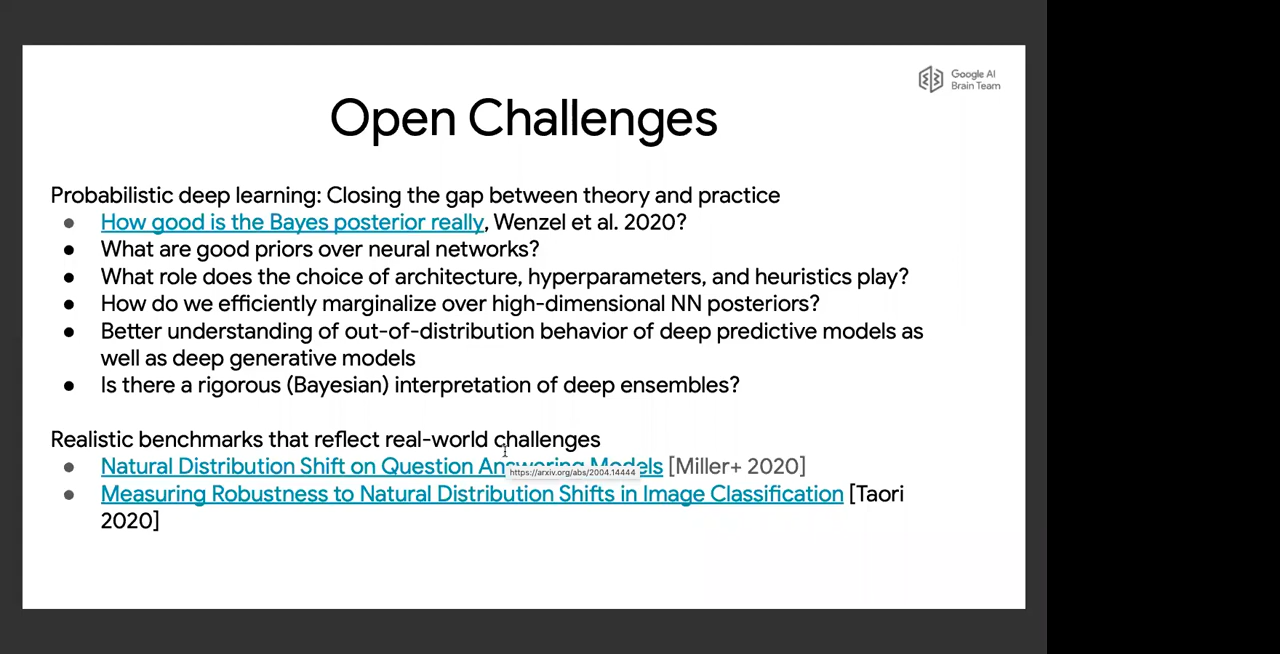 Google AI
Brain Team
Open Challenges
Probabilistic deep learning: Closing the gap between theory and practice
● How good is the Bayes posterior really, Wenzel et al. 2020?
● What are good priors over neural networks?
● What role does the choice of architecture, hyperparameters, and heuristics play?
● How do we efficiently marginalize over high-dimensional NN posteriors?
● Better understanding of out-of-distribution behavior of deep predictive models as
well as deep generative models
● Is there a rigorous (Bayesian) interpretation of deep ensembles?
Realistic benchmarks that reflect real-world challenges
● Natural Distribution Shift on Question Answering Models [Miller+ 2020]
https://arxiv.org/abs/2004.14444
● Measuring Robustness to Natural Distribution Shifts in Image Classification [Taori
2020]